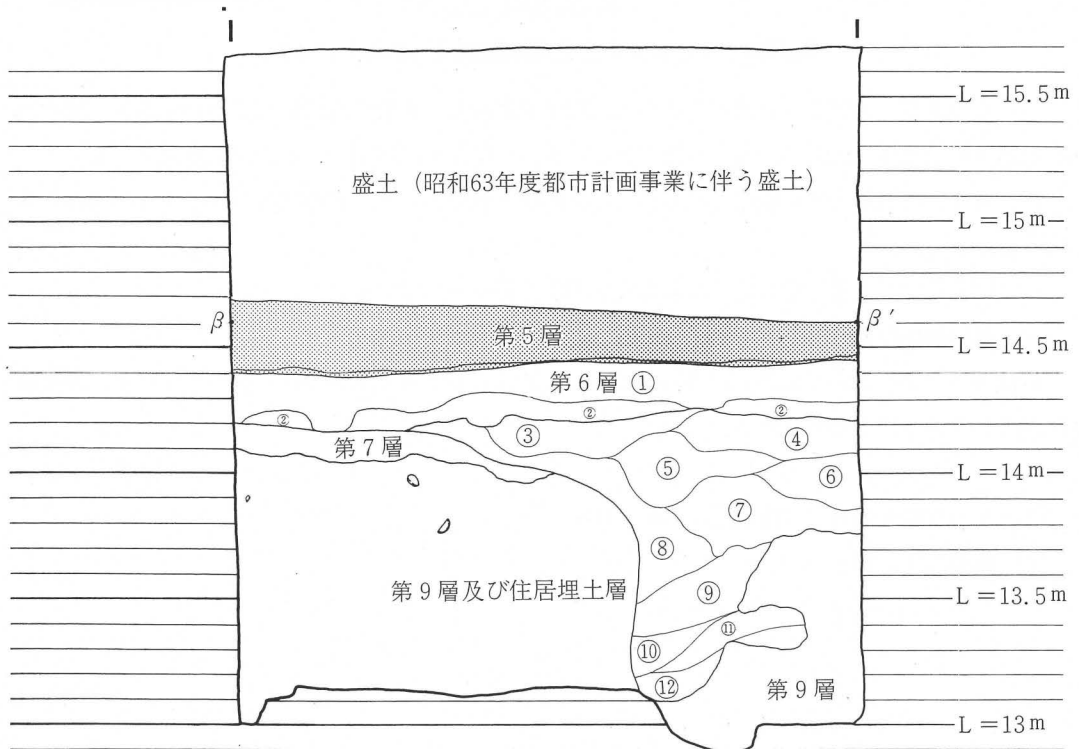 L＝15.5m
盛土（昭和63年度都市計画事業に伴う盛土）
L＝15m
β
β′
第5層
L＝14.5m
第6層 ①
②
②
②
③
④
第7層
⑤
L＝14m
⑥
⑦
⑧
第9層及び住居埋土層
⑨
L＝13.5m
⑪
⑩
⑫
第9層
L＝13m